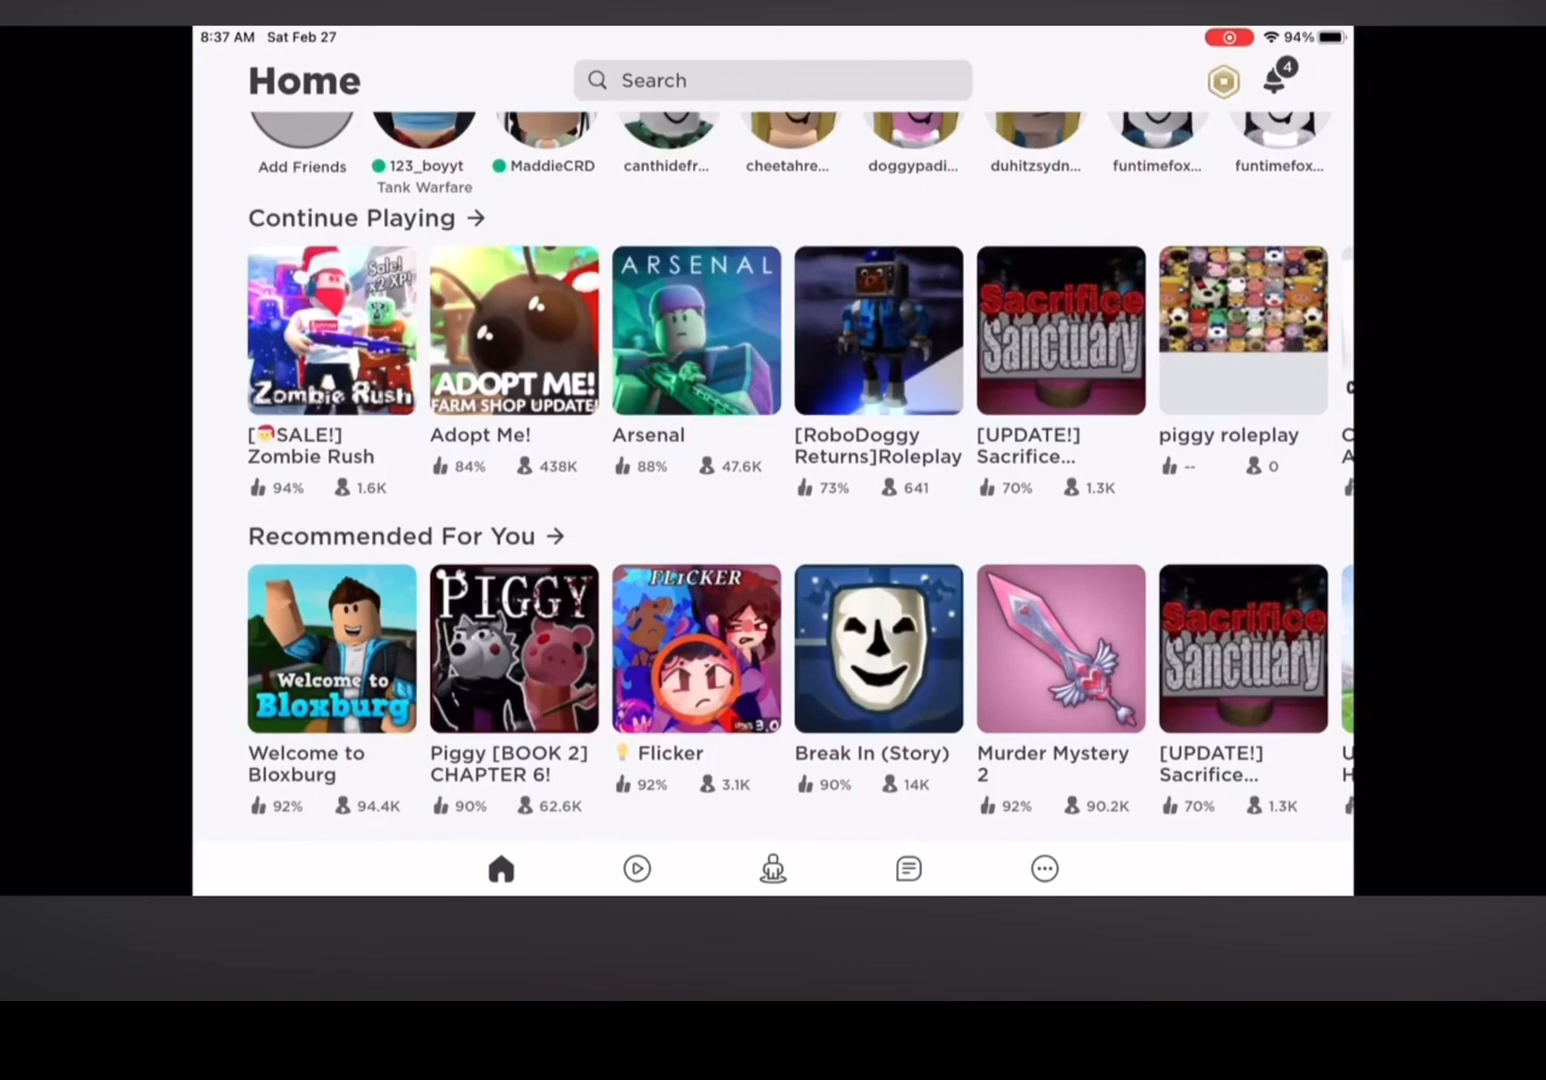 8:37 AM Sat Feb 27
94%
Home
Search
4
Add Friends
123_boyyt
MaddieCRD
canthidefr...
cheetahre...
doggypadi...
duhitzsydn...
funtimefox...
funtimefox...
Tank Warfare
Continue Playing →
Sale!
x2 XP!
Zombie Rush
ADOPT ME!
FARM SHOP UPDATE!
ARSENAL
Sacrifice
Sanctuary
[🎅SALE!]
Zombie Rush
94% 1.6K
Adopt Me!
84% 438K
Arsenal
88% 47.6K
[RoboDoggy
Returns]Roleplay
73% 641
[UPDATE!]
Sacrifice...
70% 1.3K
piggy roleplay
-- 0
Recommended For You →
Welcome to
Bloxburg
PIGGY
FLICKER
3.0
Sacrifice
Sanctuary
Welcome to
Bloxburg
92% 94.4K
Piggy [BOOK 2]
CHAPTER 6!
90% 62.6K
💡 Flicker
92% 3.1K
Break In (Story)
90% 14K
Murder Mystery
2
92% 90.2K
[UPDATE!]
Sacrifice...
70% 1.3K
U
H